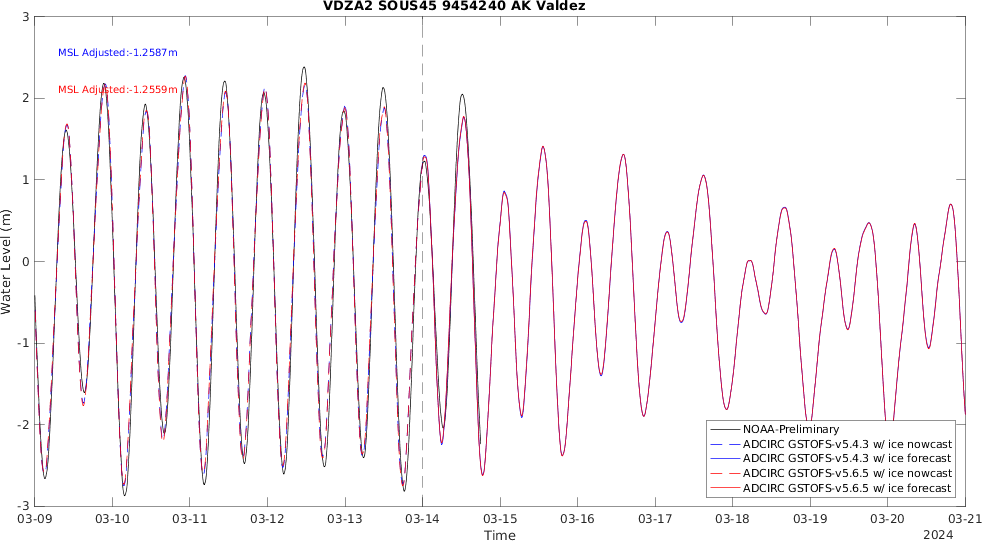 VDZA2 SOUS45 9454240 AK Valdez
MSL Adjusted:-1.2587m
MSL Adjusted:-1.2559m
Water Level (m)
3
2
1
0
-1
-2
-3
NOAA-Preliminary
ADCIRC GSTOFS-v5.4.3 w/ ice nowcast
ADCIRC GSTOFS-v5.4.3 w/ ice forecast
ADCIRC GSTOFS-v5.6.5 w/ ice nowcast
ADCIRC GSTOFS-v5.6.5 w/ ice forecast
03-09 03-10 03-11 03-12 03-13 03-14 03-15 03-16 03-17 03-18 03-19 03-20 03-21
Time
2024